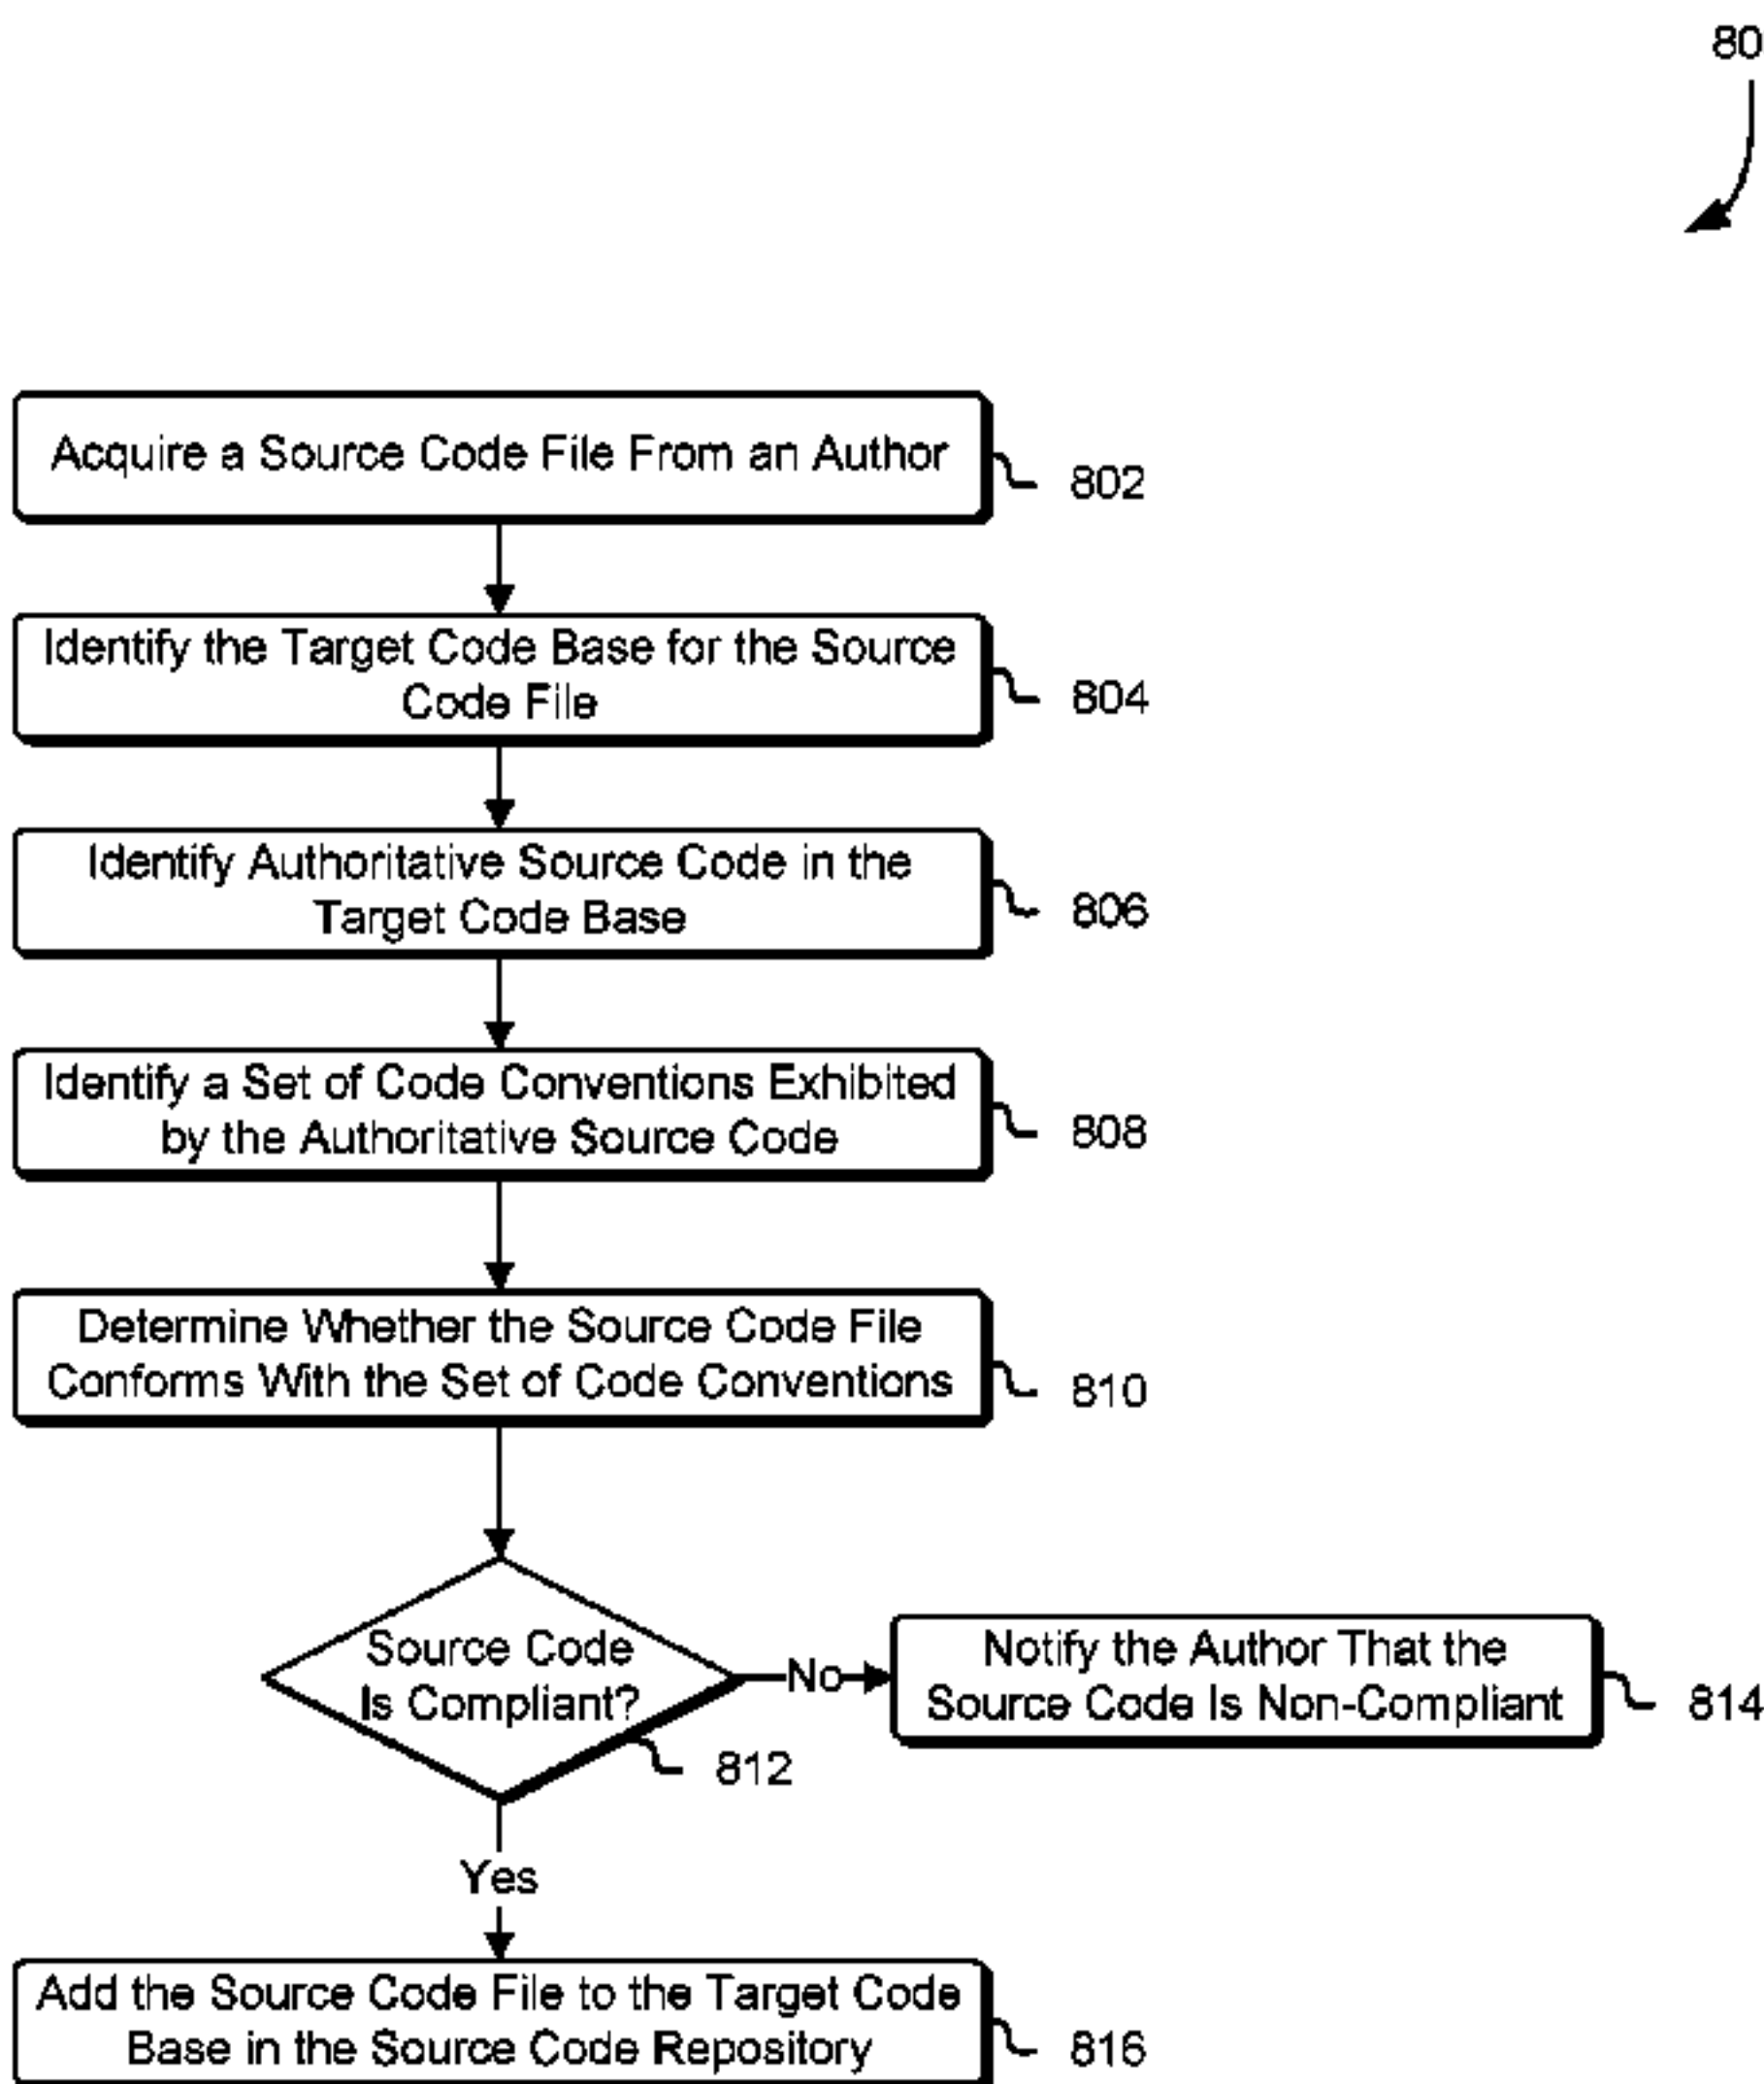 80
Acquire a Source Code File From an Author
802
Identify the Target Code Base for the Source
Code File
804
Identify Authoritative Source Code in the
Target Code Base
806
Identify a Set of Code Conventions Exhibited
by the Authoritative Source Code
808
Determine Whether the Source Code File
Conforms With the Set of Code Conventions
810
Source Code
Is Compliant?
812
No
Notify the Author That the
Source Code Is Non-Compliant
814
Yes
Add the Source Code File to the Target Code
Base in the Source Code Repository
816